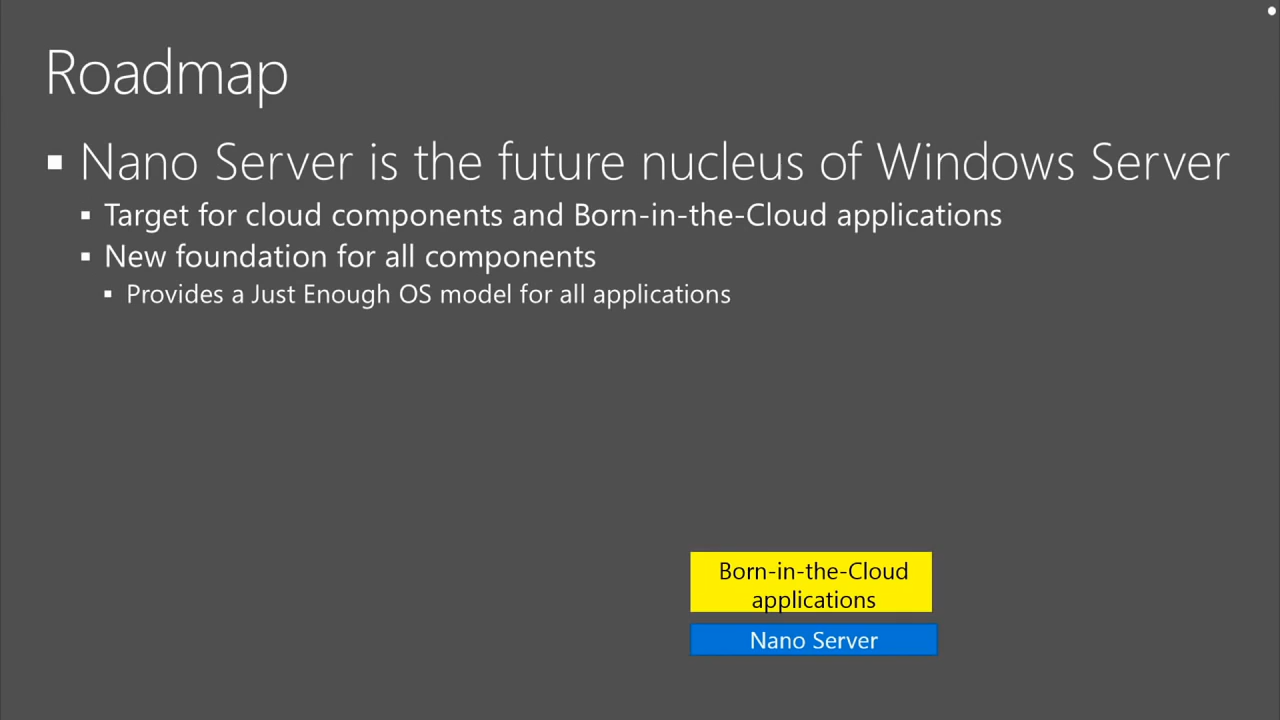 Roadmap
Nano Server is the future nucleus of Windows Server
Target for cloud components and Born-in-the-Cloud applications
New foundation for all components
Provides a Just Enough OS model for all applications
Born-in-the-Cloud
applications
Nano Server